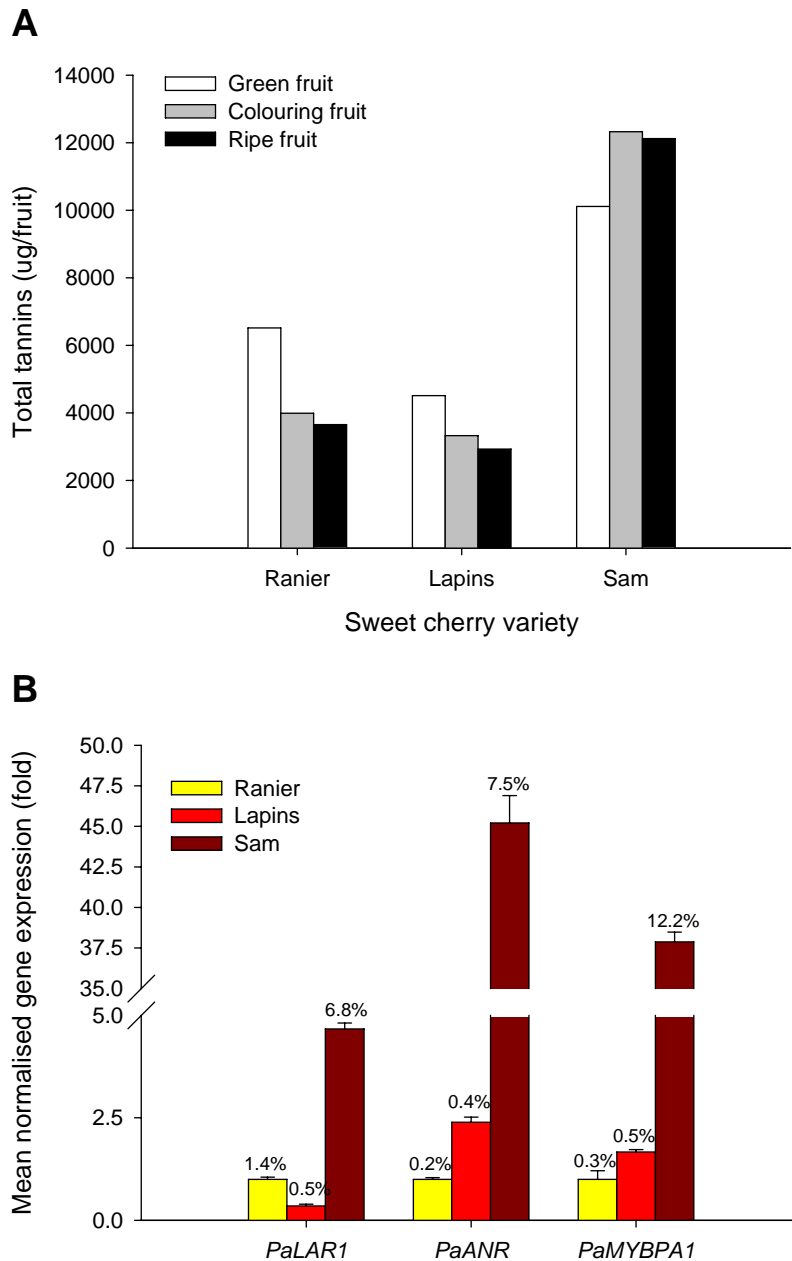 A
Total tannins (ug/fruit)
14000
12000
10000
8000
6000
4000
2000
0
Green fruit
Colouring fruit
Ripe fruit
Ranier
Lapins
Sam
Sweet cherry variety
B
Mean normalised gene expression (fold)
50.0
47.5
45.0
42.5
40.0
37.5
35.0
5.0
2.5
0.0
Ranier
Lapins
Sam
1.4%
0.5%
6.8%
0.2%
0.4%
7.5%
0.3%
0.5%
12.2%
PaLAR1
PaANR
PaMYBPA1